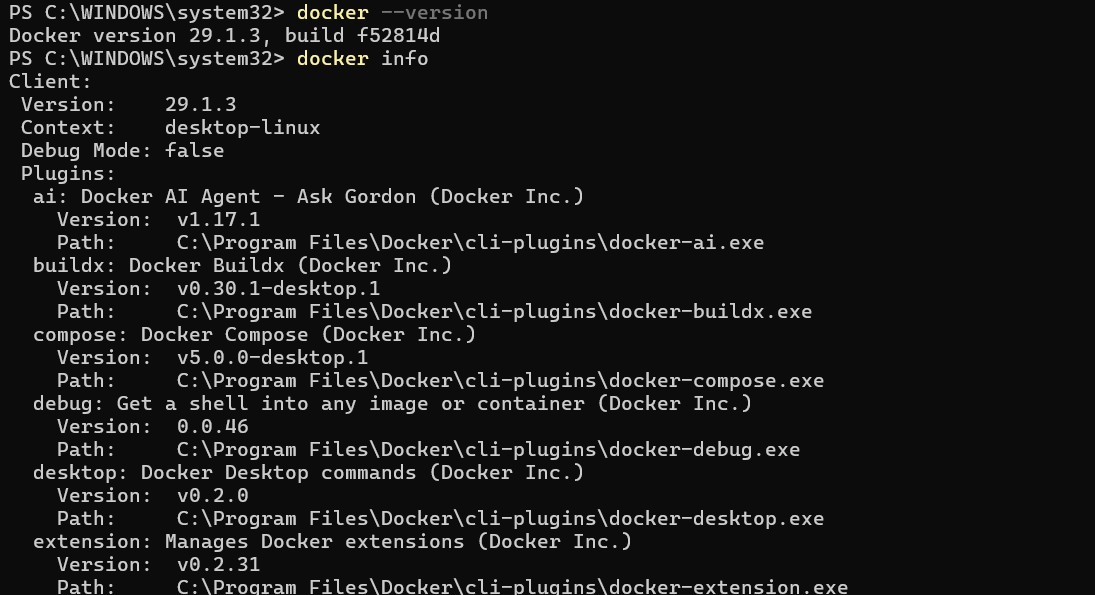 PS C:\WINDOWS\system32> docker --version
Docker version 29.1.3, build f52814d
PS C:\WINDOWS\system32> docker info
Client:
 Version:    29.1.3
 Context:    desktop-linux
 Debug Mode: false
 Plugins:
  ai: Docker AI Agent - Ask Gordon (Docker Inc.)
    Version:  v1.17.1
    Path:     C:\Program Files\Docker\cli-plugins\docker-ai.exe
  buildx: Docker Buildx (Docker Inc.)
    Version:  v0.30.1-desktop.1
    Path:     C:\Program Files\Docker\cli-plugins\docker-buildx.exe
  compose: Docker Compose (Docker Inc.)
    Version:  v5.0.0-desktop.1
    Path:     C:\Program Files\Docker\cli-plugins\docker-compose.exe
  debug: Get a shell into any image or container (Docker Inc.)
    Version:  0.0.46
    Path:     C:\Program Files\Docker\cli-plugins\docker-debug.exe
  desktop: Docker Desktop commands (Docker Inc.)
    Version:  v0.2.0
    Path:     C:\Program Files\Docker\cli-plugins\docker-desktop.exe
  extension: Manages Docker extensions (Docker Inc.)
    Version:  v0.2.31
    Path:     C:\Program Files\Docker\cli-plugins\docker-extension.exe